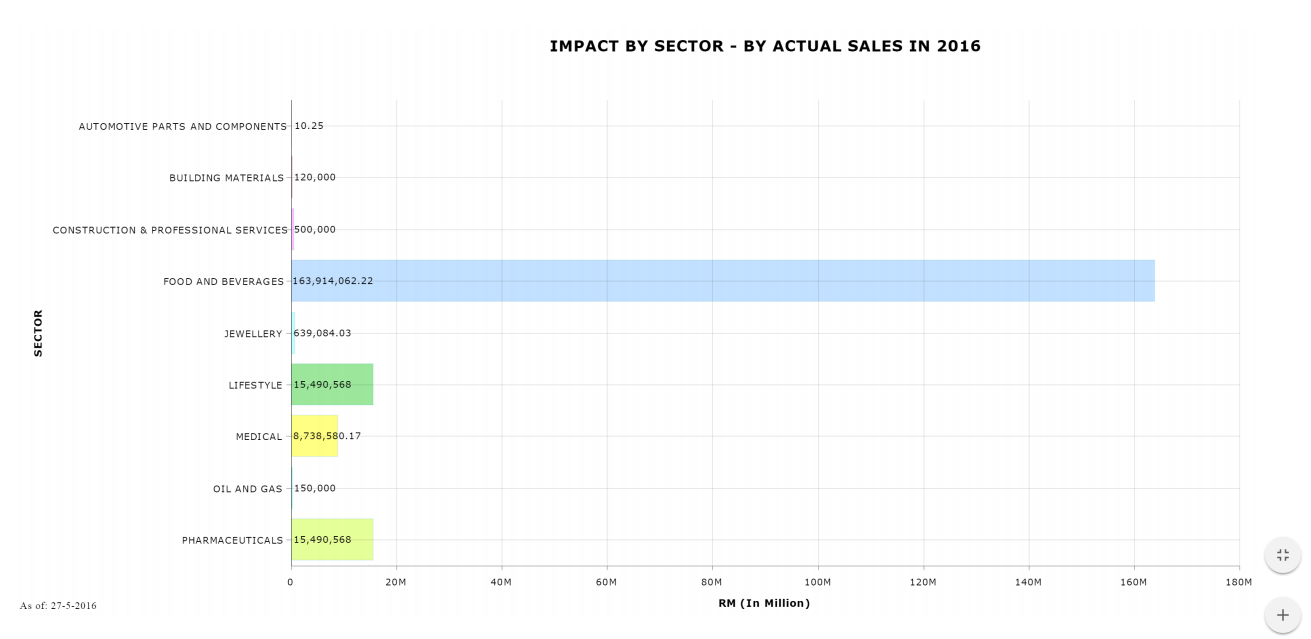 IMPACT BY SECTOR - BY ACTUAL SALES IN 2016
AUTOMOTIVE PARTS AND COMPONENTS 10.25
BUILDING MATERIALS 120,000
CONSTRUCTION & PROFESSIONAL SERVICES 500,000
FOOD AND BEVERAGES 163,914,062.22
JEWELLERY 639,084.03
LIFESTYLE 15,490,568
MEDICAL 8,738,580.17
OIL AND GAS 150,000
PHARMACEUTICALS 15,490,568
SECTOR
0 20M 40M 60M 80M 100M 120M 140M 160M 180M
RM (In Million)
As of: 27-5-2016